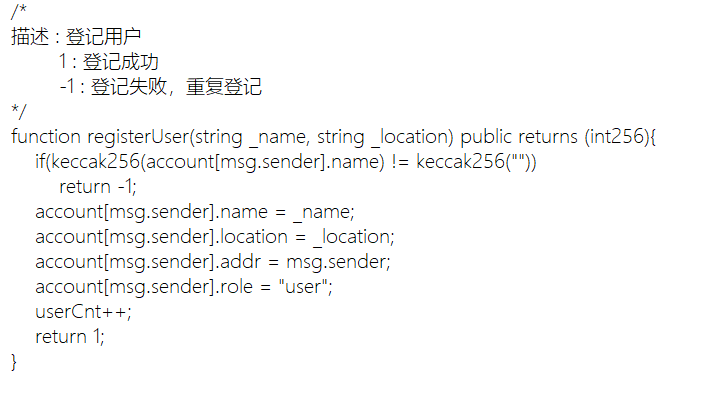 /*
描述 : 登记用户
1 : 登记成功
-1 : 登记失败，重复登记
*/
function registerUser(string _name, string _location) public returns (int256){
if(keccak256(account[msg.sender].name) != keccak256(""))
return -1;
account[msg.sender].name = _name;
account[msg.sender].location = _location;
account[msg.sender].addr = msg.sender;
account[msg.sender].role = "user";
userCnt++;
return 1;
}